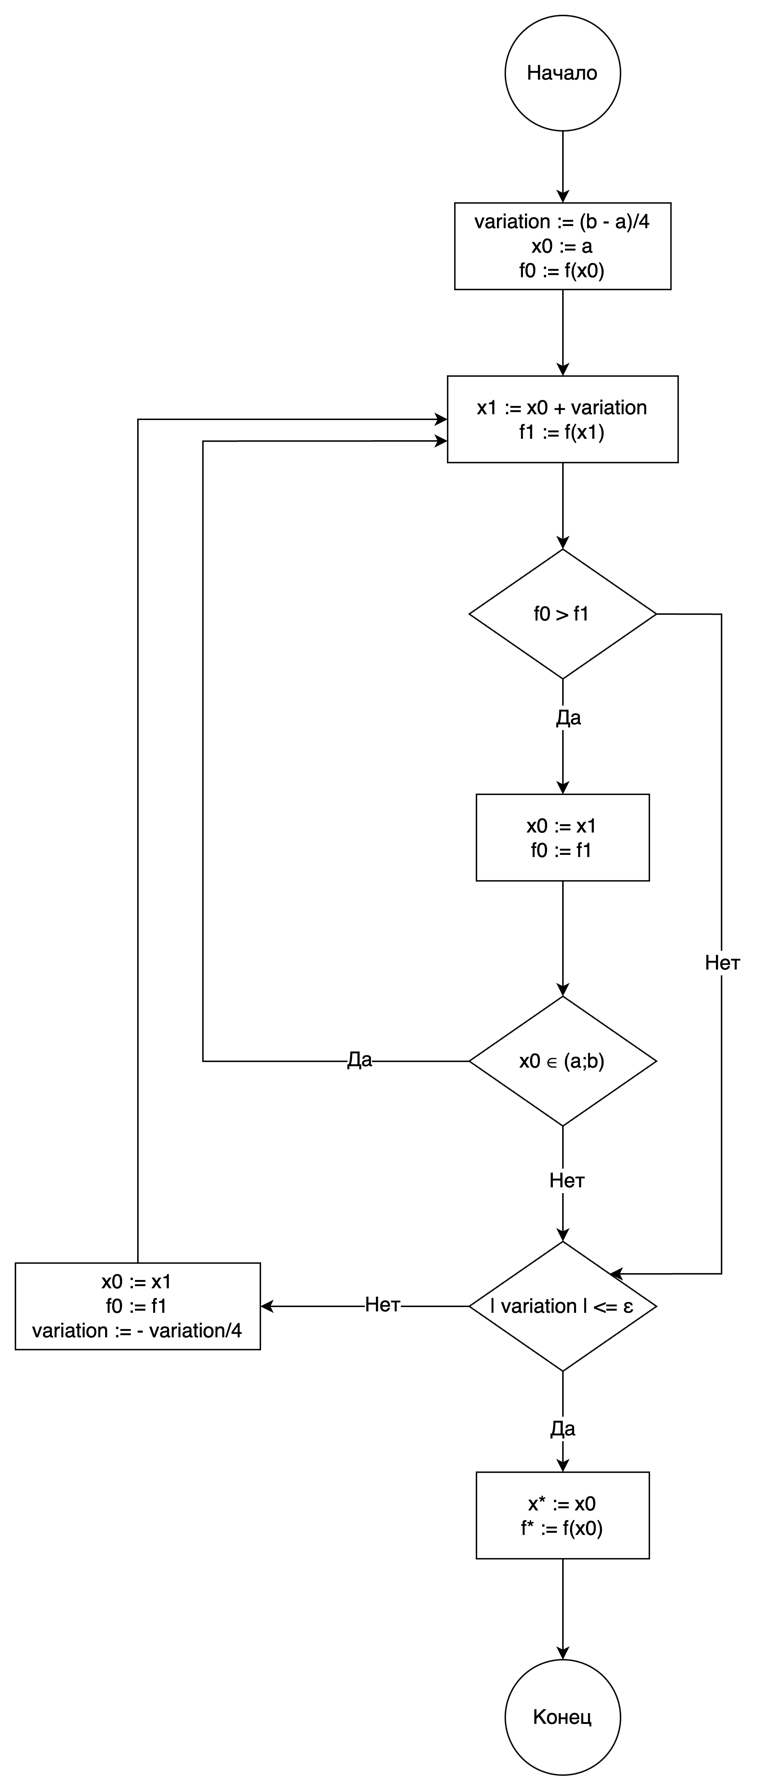 Начало
variation := (b - a)/4
x0 := a
f0 := f(x0)
x1 := x0 + variation
f1 := f(x1)
f0 > f1
Да
x0 := x1
f0 := f1
Нет
x0 ∈ (a;b)
Да
Нет
x0 := x1
f0 := f1
variation := - variation/4
Нет
| variation | <= ε
Да
x* := x0
f* := f(x0)
Конец